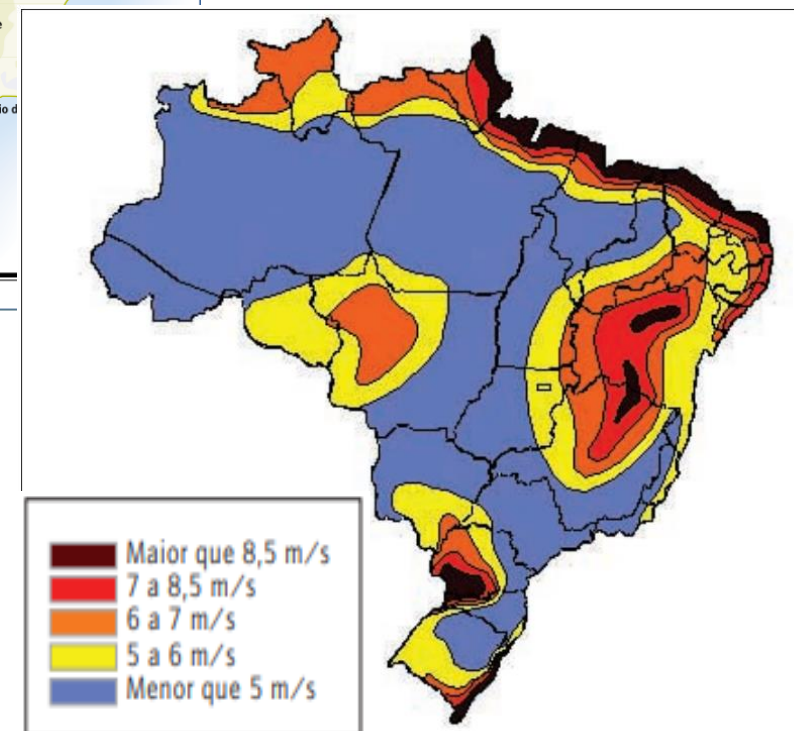 Maior que 8,5 m/s
7 a 8,5 m/s
6 a 7 m/s
5 a 6 m/s
Menor que 5 m/s